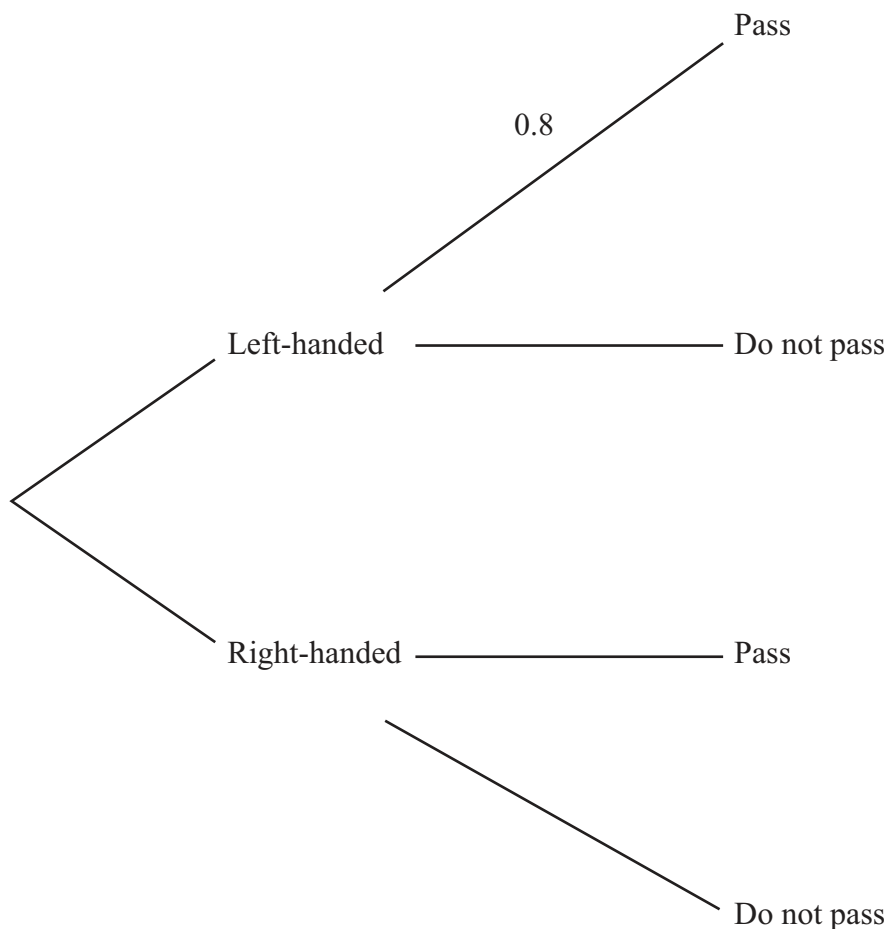 Pass
0.8
Left-handed
Do not pass
Right-handed
Pass
Do not pass